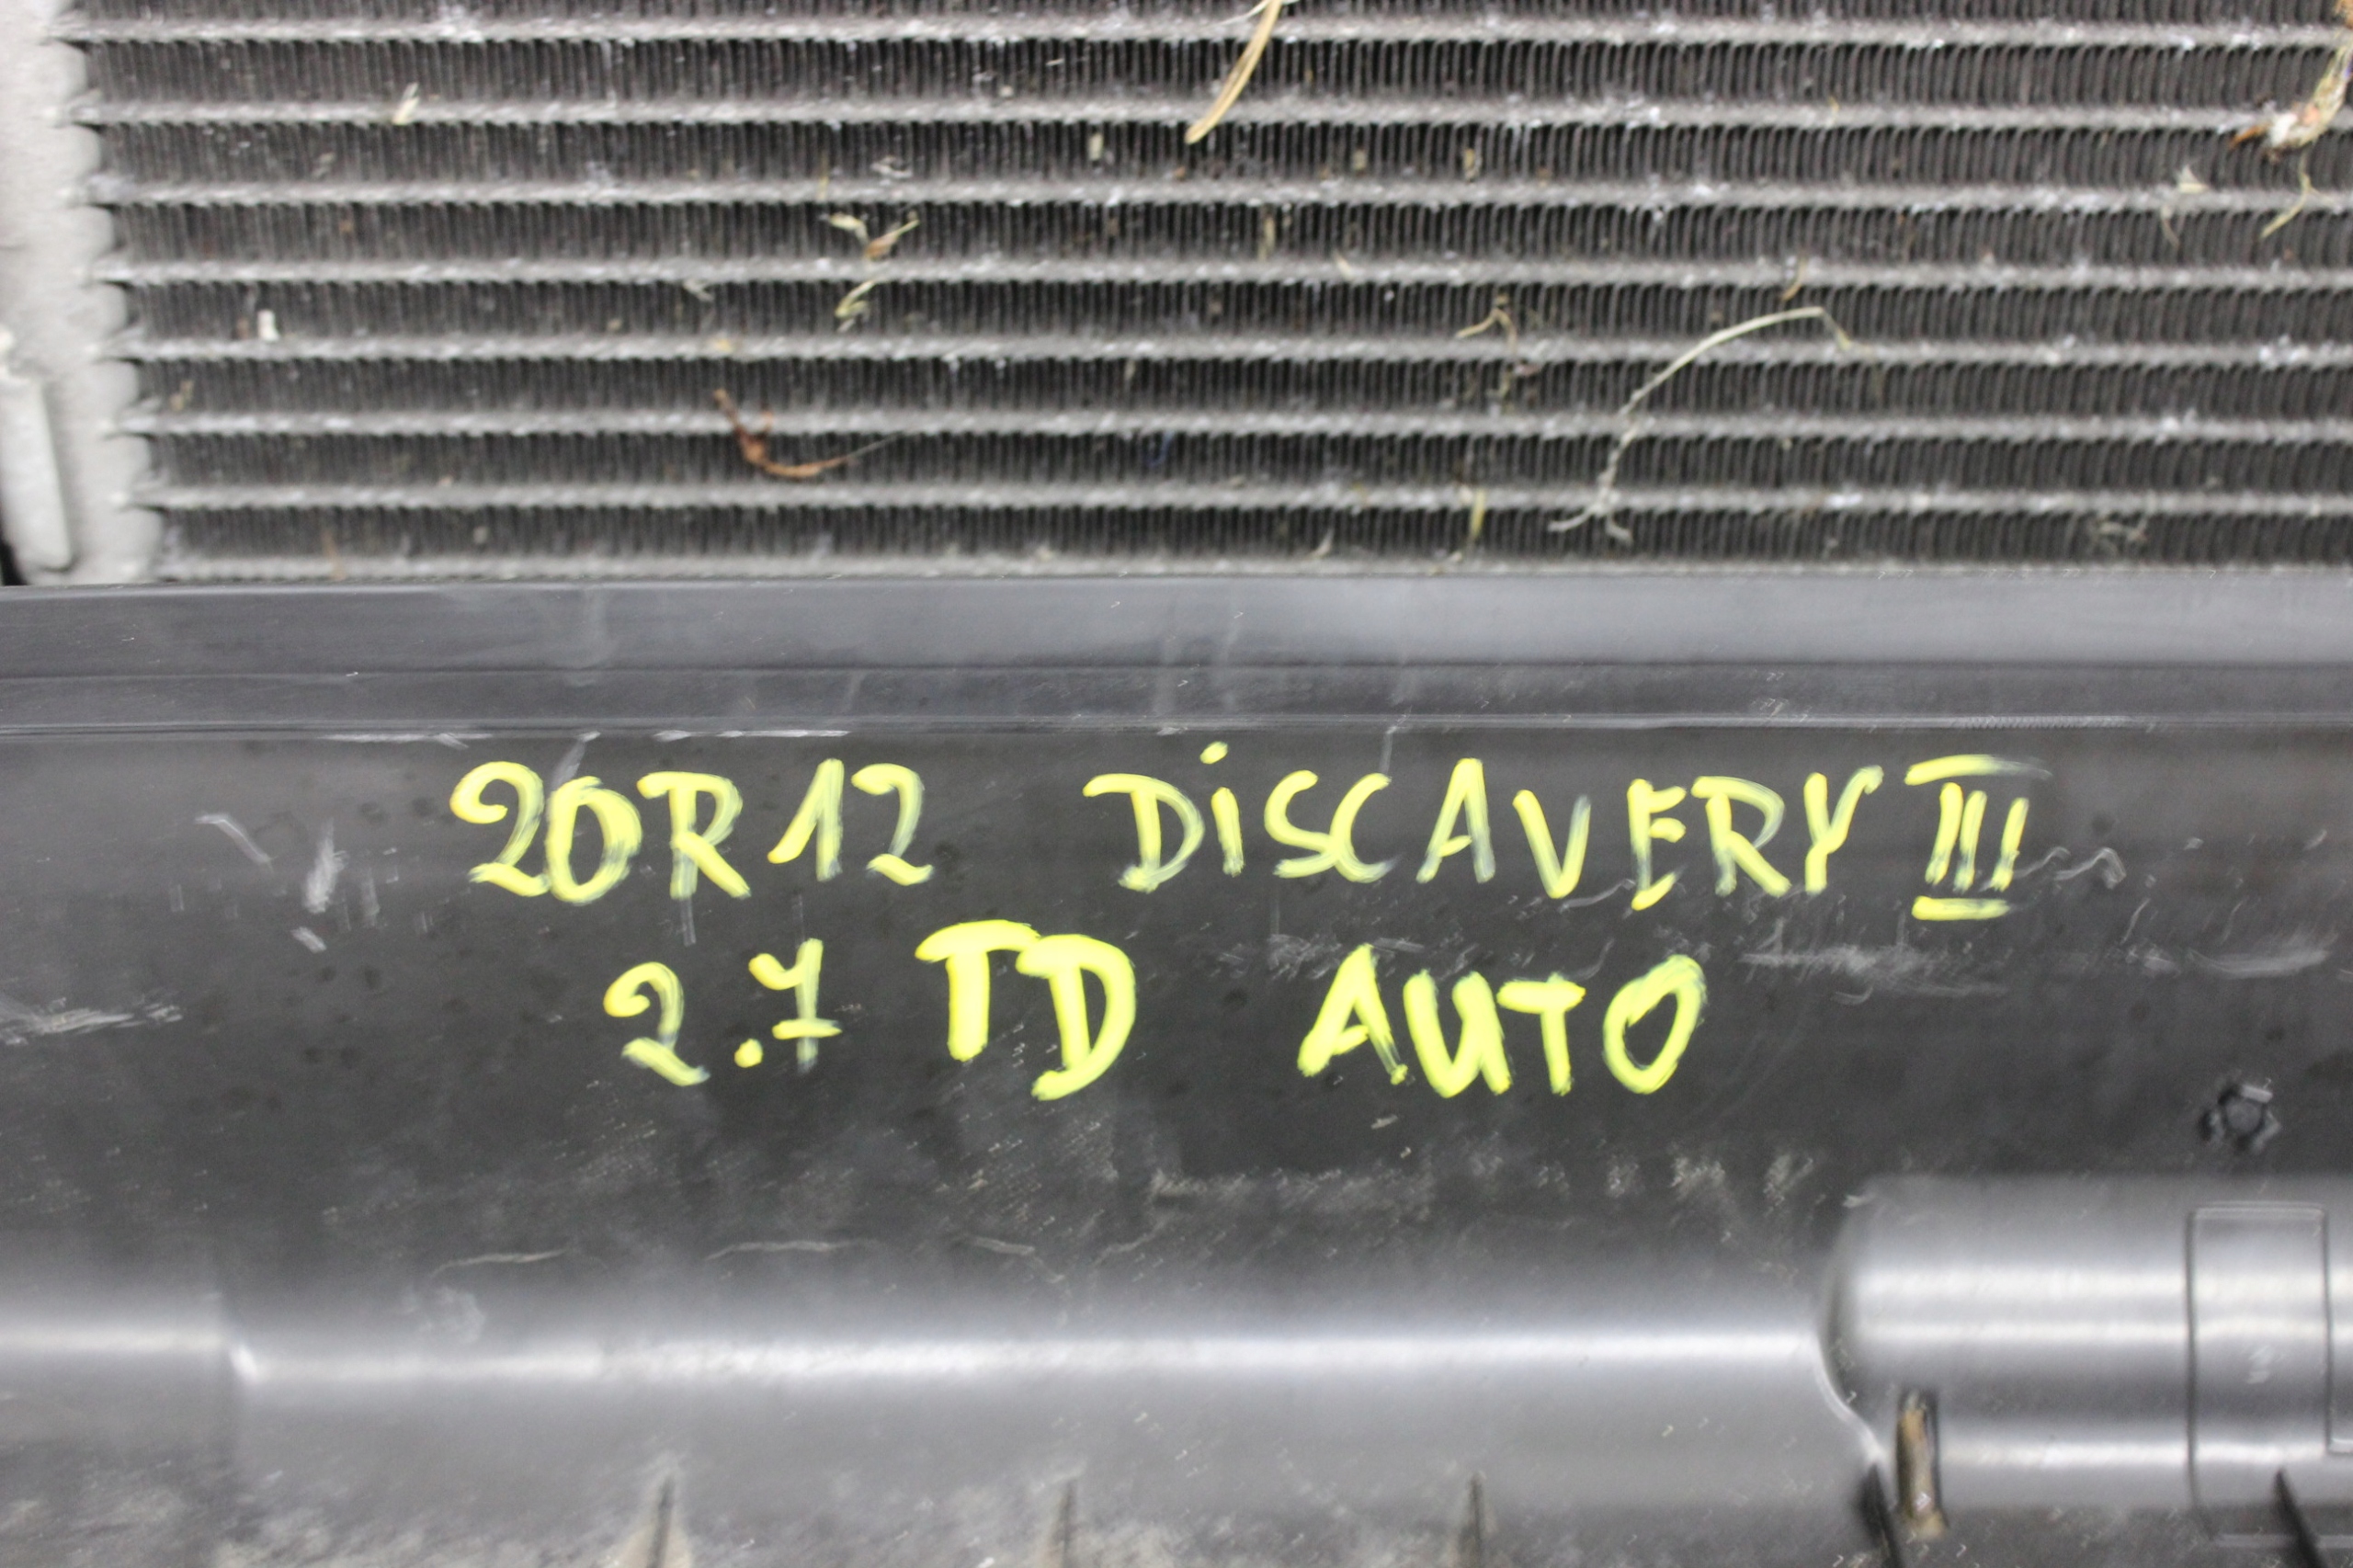 20R12 DiSCAVERY III
2.7 TD AUTO